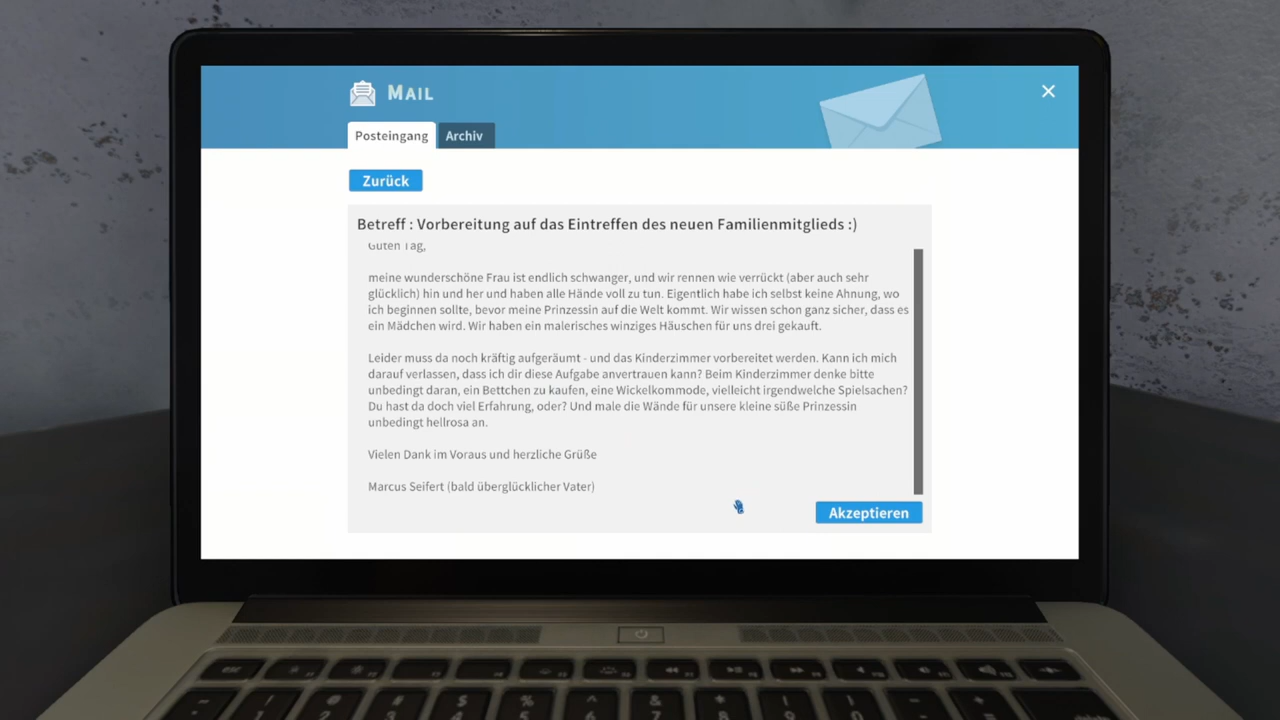 MAIL
Posteingang Archiv
Zurück
Betreff : Vorbereitung auf das Eintreffen des neuen Familienmitglieds :)
Guten Tag,
meine wunderschöne Frau ist endlich schwanger, und wir rennen wie verrückt (aber auch sehr
glücklich) hin und her und haben alle Hände voll zu tun. Eigentlich habe ich selbst keine Ahnung, wo
ich beginnen sollte, bevor meine Prinzessin auf die Welt kommt. Wir wissen schon ganz sicher, dass es
ein Mädchen wird. Wir haben ein malerisches winziges Häuschen für uns drei gekauft.
Leider muss da noch kräftig aufgeräumt - und das Kinderzimmer vorbereitet werden. Kann ich mich
darauf verlassen, dass ich dir diese Aufgabe anvertrauen kann? Beim Kinderzimmer denke bitte
unbedingt daran, ein Bettchen zu kaufen, eine Wickelkommode, vielleicht irgendwelche Spielsachen?
Du hast da doch viel Erfahrung, oder? Und male die Wände für unsere kleine süße Prinzessin
unbedingt hellrosa an.
Vielen Dank im Voraus und herzliche Grüße
Marcus Seifert (bald überglücklicher Vater)
Akzeptieren